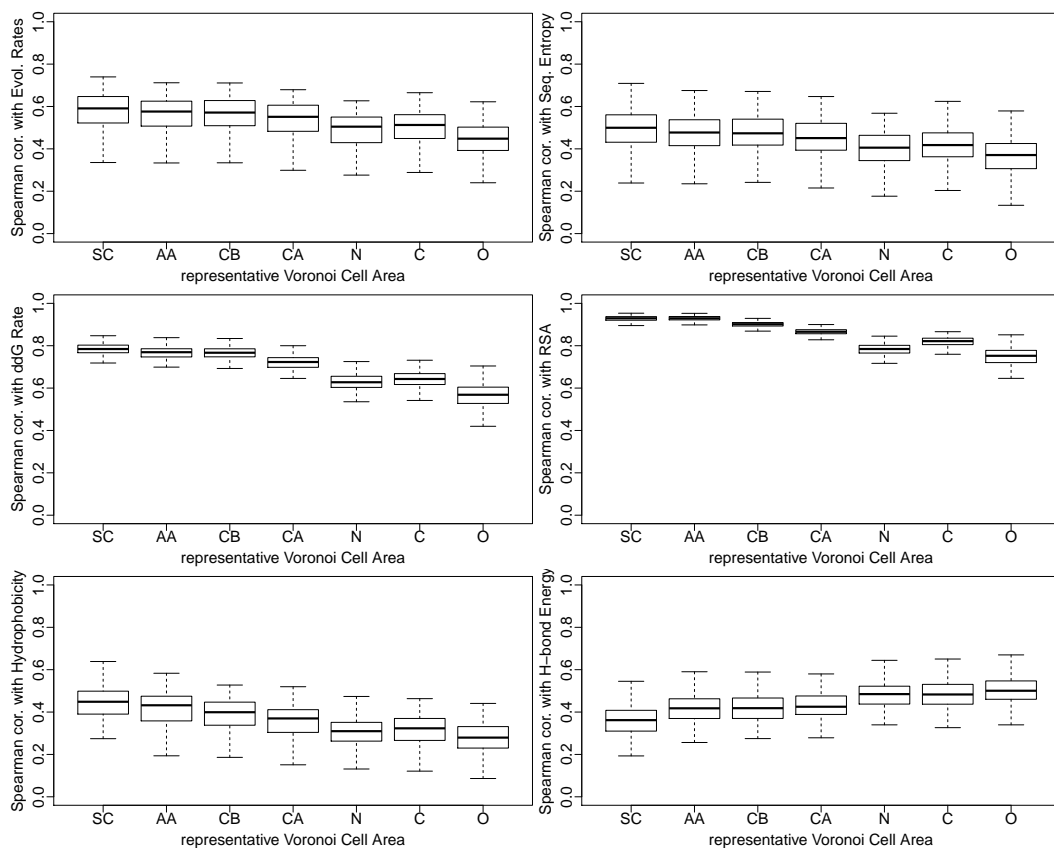 Spearman cor. with Evol. Rates
1.0
0.8
0.6
0.4
0.2
0.0
SC AA CB CA N C O
representative Voronoi Cell Area
Spearman cor. with Seq. Entropy
1.0
0.8
0.6
0.4
0.2
0.0
SC AA CB CA N C O
representative Voronoi Cell Area
Spearman cor. with ddG Rate
1.0
0.8
0.6
0.4
0.2
0.0
SC AA CB CA N C O
representative Voronoi Cell Area
Spearman cor. with RSA
1.0
0.8
0.6
0.4
0.2
0.0
SC AA CB CA N C O
representative Voronoi Cell Area
Spearman cor. with Hydrophobicity
1.0
0.8
0.6
0.4
0.2
0.0
SC AA CB CA N C O
representative Voronoi Cell Area
Spearman cor. with H−bond Energy
1.0
0.8
0.6
0.4
0.2
0.0
SC AA CB CA N C O
representative Voronoi Cell Area